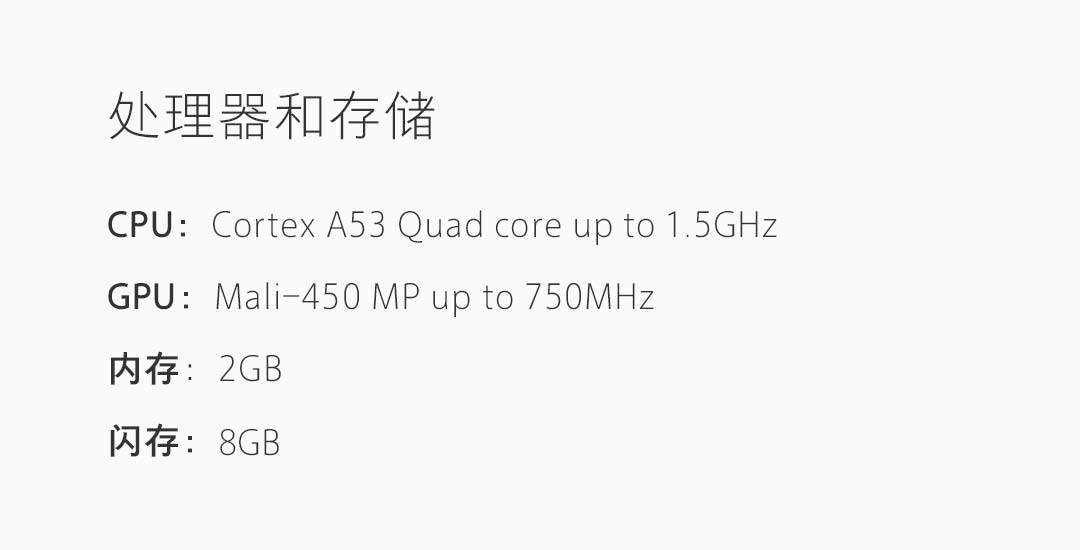 处理器和存储
CPU： Cortex A53 Quad core up to 1.5GHz
GPU： Mali-450 MP up to 750MHz
内存： 2GB
闪存： 8GB